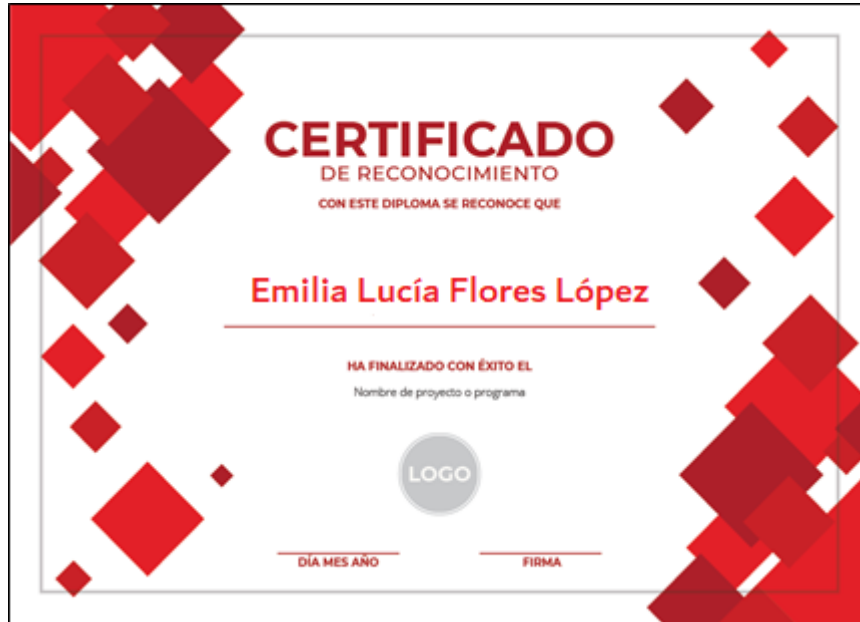 CERTIFICADO
DE RECONOCIMIENTO
CON ESTE DIPLOMA SE RECONOCE QUE
Emilia Lucía Flores López
HA FINALIZADO CON ÉXITO EL
Nombre de proyecto o programa
LOGO
DÍA MES AÑO
FIRMA